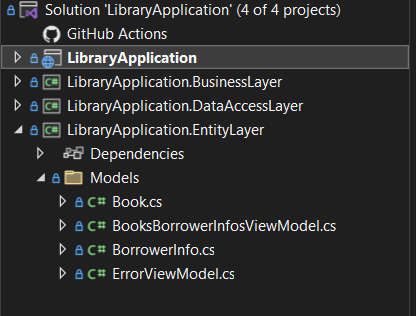 Solution 'LibraryApplication' (4 of 4 projects)
GitHub Actions
LibraryApplication
C# LibraryApplication.BusinessLayer
C# LibraryApplication.DataAccessLayer
C# LibraryApplication.EntityLayer
Dependencies
Models
C# Book.cs
C# BooksBorrowerInfosViewModel.cs
C# BorrowerInfo.cs
C# ErrorViewModel.cs